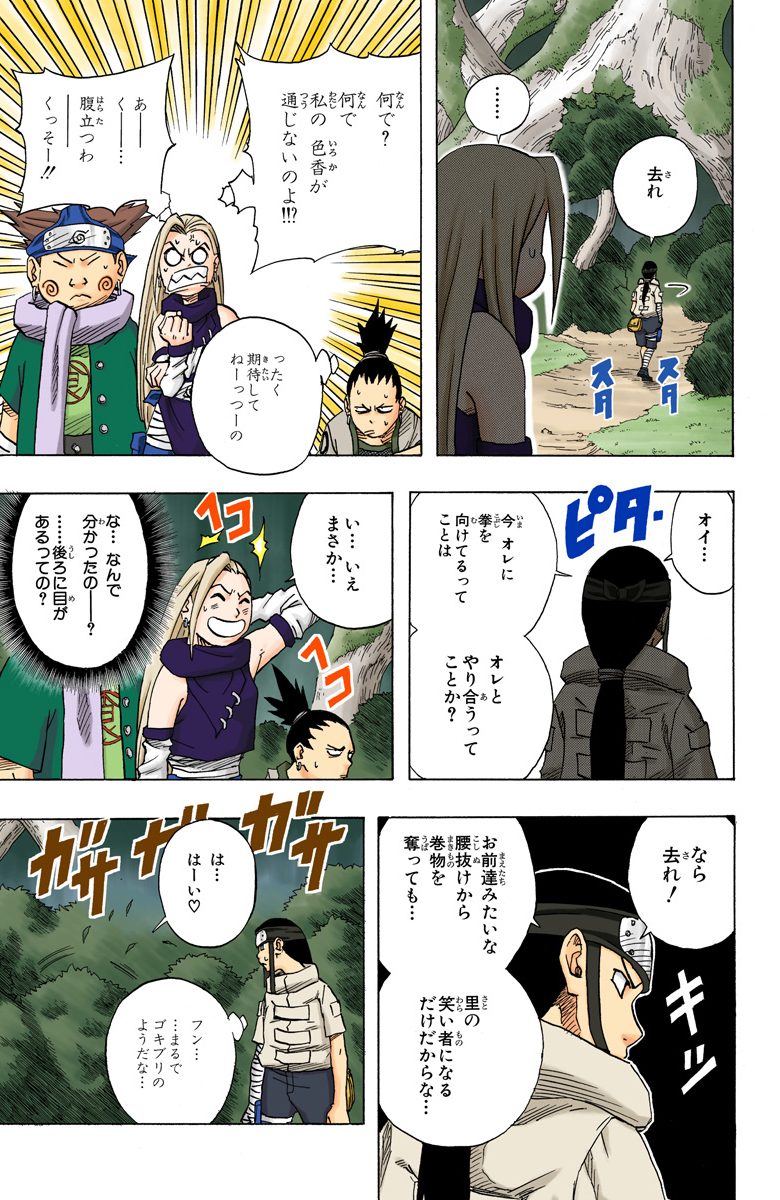 去れ
……
スタ
スタ
何で?
何で
私の色香が
通じないのよ!!?
あ――
く――…
――
腹立つわ
くっそー!!
ったく
期待して
ねーっつーの
オイ…
ピタ.
今オレに
拳を
向けてるって
ことは
オレと
やり合うって
ことか?
い…いえ
まさか…
ヘコ
ヘコ
な…なんで
分かったの――?
……後ろに目が
あるっての?
なら
去れ!
お前達みたいな
腰抜けから
巻物を
奪っても…
里の
笑い者になる
だけだからな…
キッ
は…
はーい♡
ガサ
ガサ
ガサ
フン…
…まるで
ゴキブリの
ようだな…